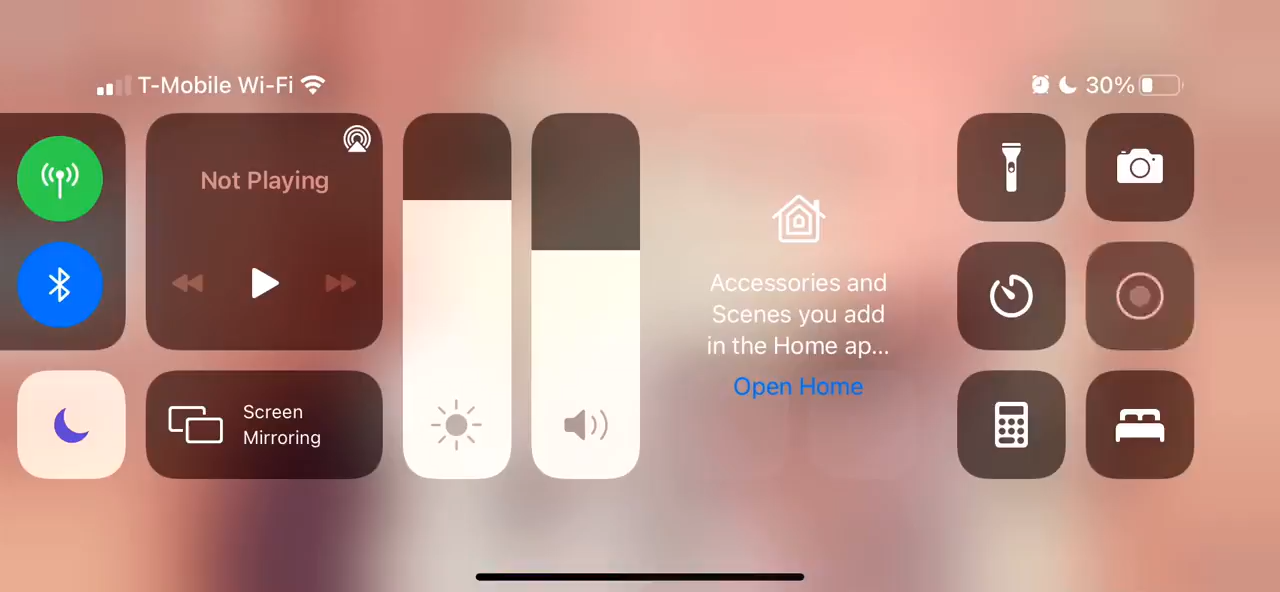 T-Mobile Wi-Fi
30%
Not Playing
Screen
Mirroring
Accessories and
Scenes you add
in the Home ap...
Open Home